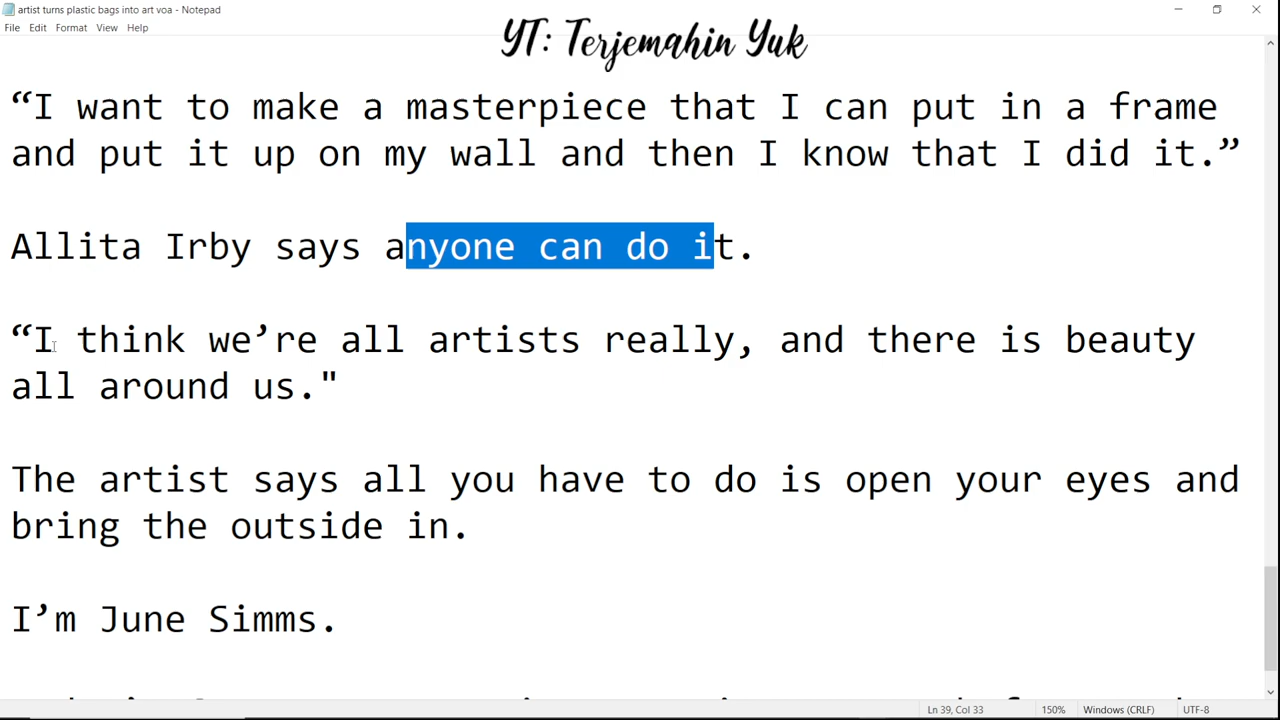 artist turns plastic bags into art voa - Notepad
File Edit Format View Help
YT: Terjemahin Yuk
“I want to make a masterpiece that I can put in a frame
and put it up on my wall and then I know that I did it.”
Allita Irby says anyone can do it.
“I think we’re all artists really, and there is beauty
all around us."
The artist says all you have to do is open your eyes and
bring the outside in.
I’m June Simms.
Ln 39, Col 33 150% Windows (CRLF) UTF-8